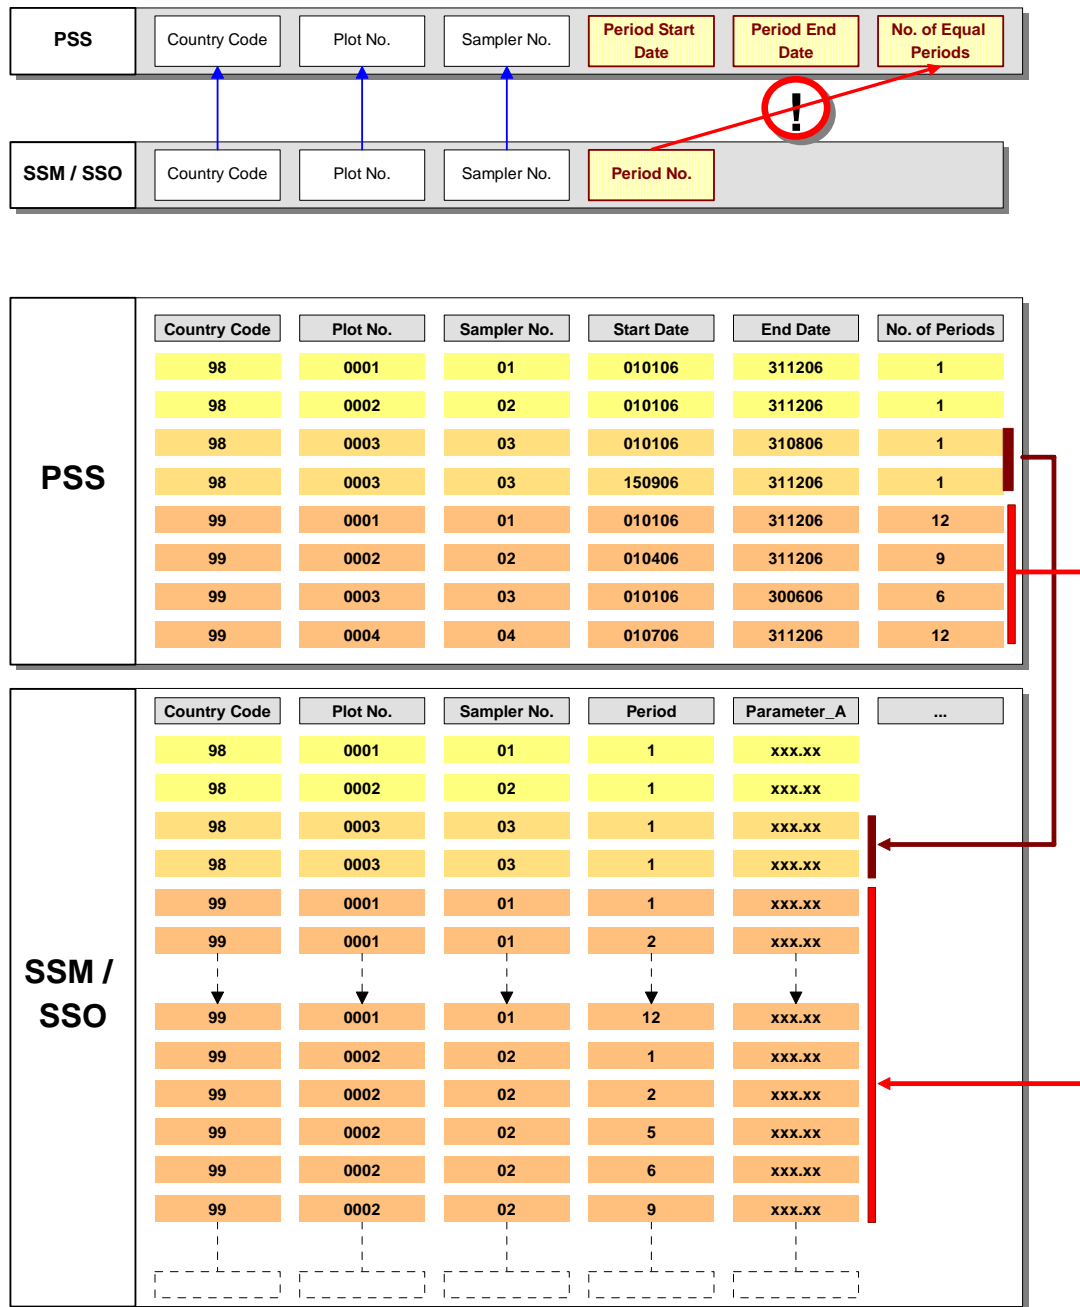 PSS Country Code Plot No. Sampler No. Period Start Date Period End Date No. of Equal Periods
!
SSM / SSO Country Code Plot No. Sampler No. Period No.
PSS
Country Code Plot No. Sampler No. Start Date End Date No. of Periods
98 0001 01 010106 311206 1
98 0002 02 010106 311206 1
98 0003 03 010106 310806 1
98 0003 03 150906 311206 1
99 0001 01 010106 311206 12
99 0002 02 010406 311206 9
99 0003 03 010106 300606 6
99 0004 04 010706 311206 12
SSM / SSO
Country Code Plot No. Sampler No. Period Parameter_A ...
98 0001 01 1 xxx.xx
98 0002 02 1 xxx.xx
98 0003 03 1 xxx.xx
98 0003 03 1 xxx.xx
99 0001 01 1 xxx.xx
99 0001 01 2 xxx.xx
99 0001 01 12 xxx.xx
99 0002 02 1 xxx.xx
99 0002 02 2 xxx.xx
99 0002 02 5 xxx.xx
99 0002 02 6 xxx.xx
99 0002 02 9 xxx.xx